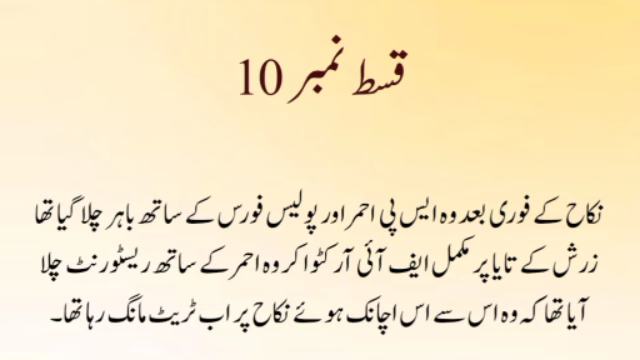 قسط نمبر 10
نکاح کے فوری بعد وہ ایس پی احمر اور پولیس فورس کے ساتھ باہر چلا گیا تھا
زرش کے تایا پر مکمل ایف آئی آر کٹوا کر وہ احمر کے ساتھ ریسٹورنٹ چلا
آیا تھا کہ وہ اس سے اس اچانک ہوئے نکاح پر اب ٹریٹ مانگ رہا تھا۔